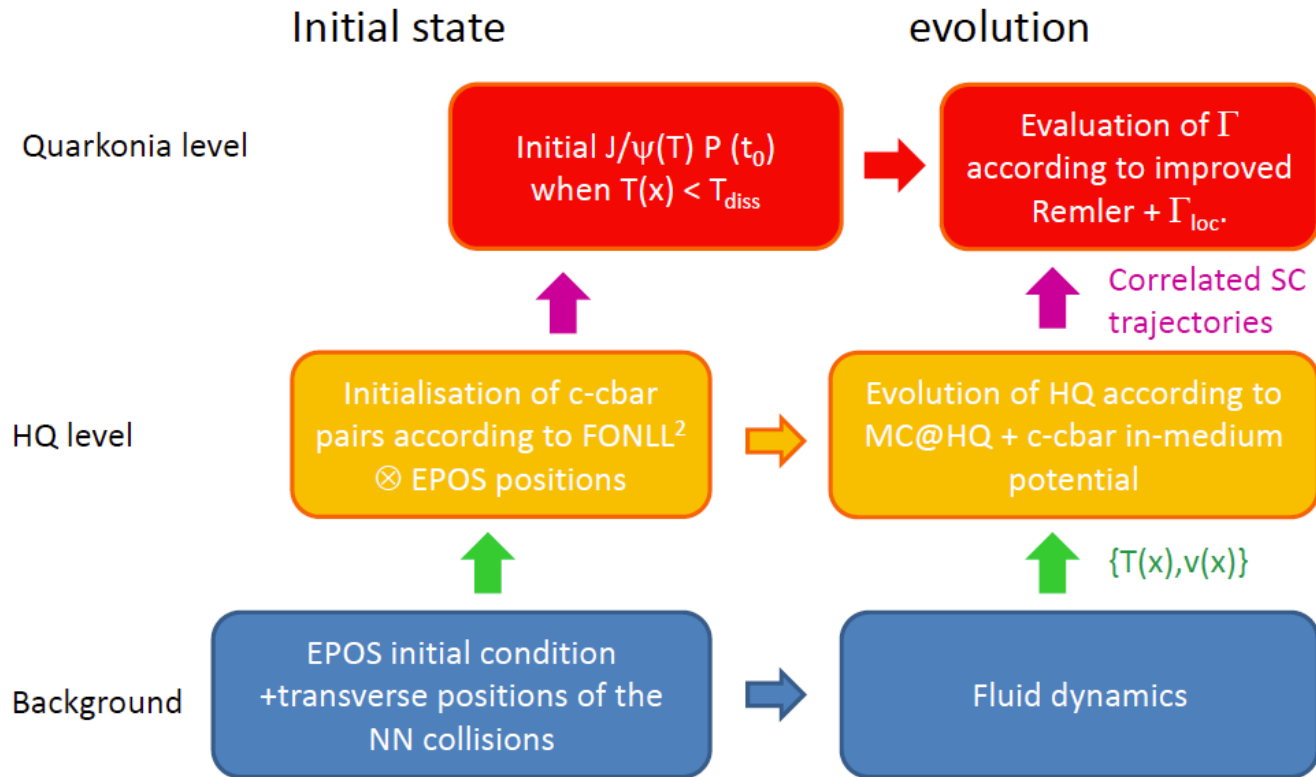 Initial state
evolution
Quarkonia level
Initial J/ψ(T) P (t₀)
when T(x) < T_diss
Evaluation of Γ
according to improved
Remler + Γ_loc.
Correlated SC
trajectories
HQ level
Initialisation of c-cbar
pairs according to FONLL²
⊗ EPOS positions
Evolution of HQ according to
MC@HQ + c-cbar in-medium
potential
{T(x),v(x)}
Background
EPOS initial condition
+transverse positions of the
NN collisions
Fluid dynamics